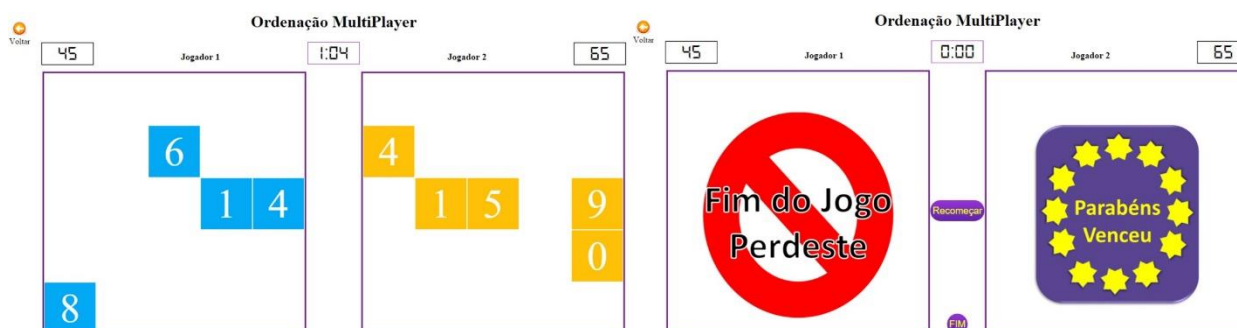 Ordenação MultiPlayer
Voltar
45 Jogador 1 1:04 Jogador 2 65
6
1 4
8
4
1 5 9
0
Ordenação MultiPlayer
Voltar
45 Jogador 1 0:00 Jogador 2 65
Fim do Jogo
Perdeste
Recomeçar
FIM
Parabéns
Venceu